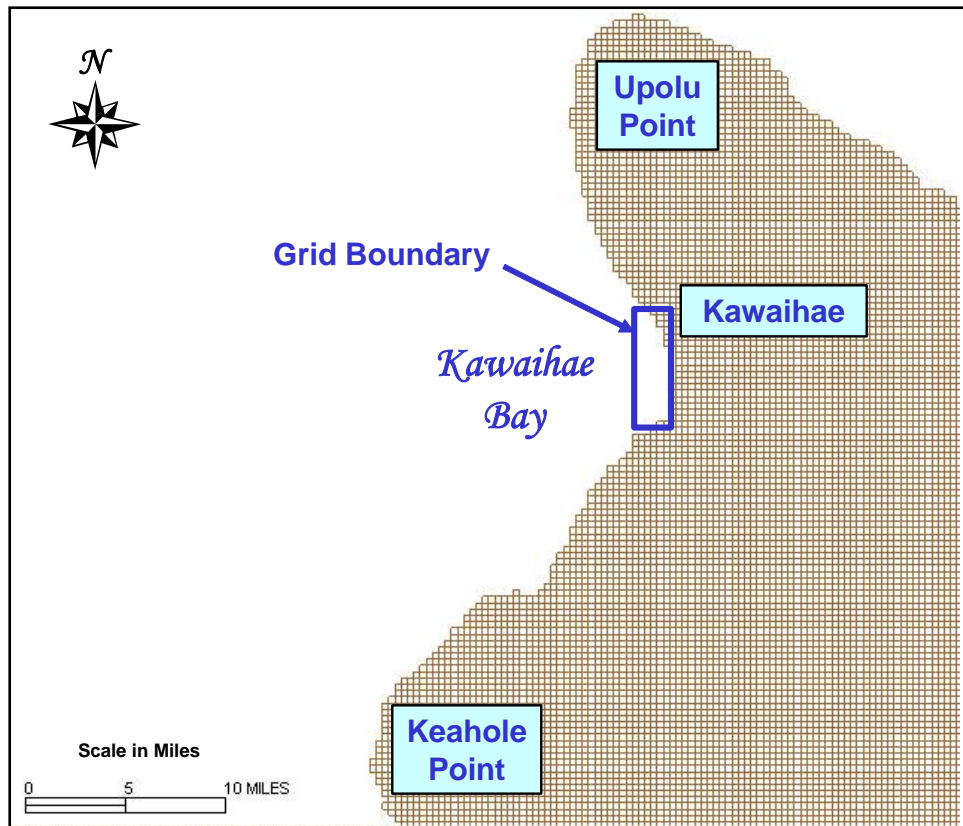 N
Upolu
Point
Grid Boundary
Kawaihae
Kawaihae
Bay
Keahole
Point
Scale in Miles
0 5 10 MILES